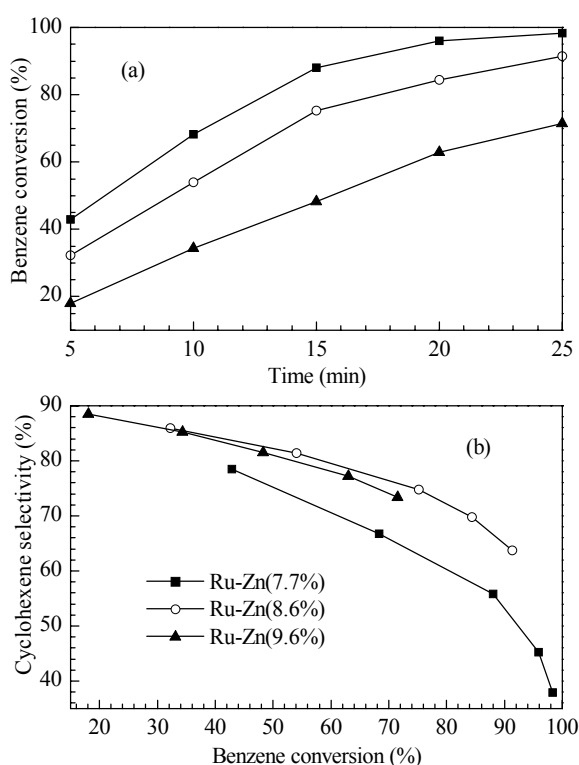 100
80
60
40
20
Benzene conversion (%)
(a)
5 10 15 20 25
Time (min)
90
80
70
60
50
40
Cyclohexene selectivity (%)
(b)
Ru-Zn(7.7%)
Ru-Zn(8.6%)
Ru-Zn(9.6%)
20 30 40 50 60 70 80 90 100
Benzene conversion (%)